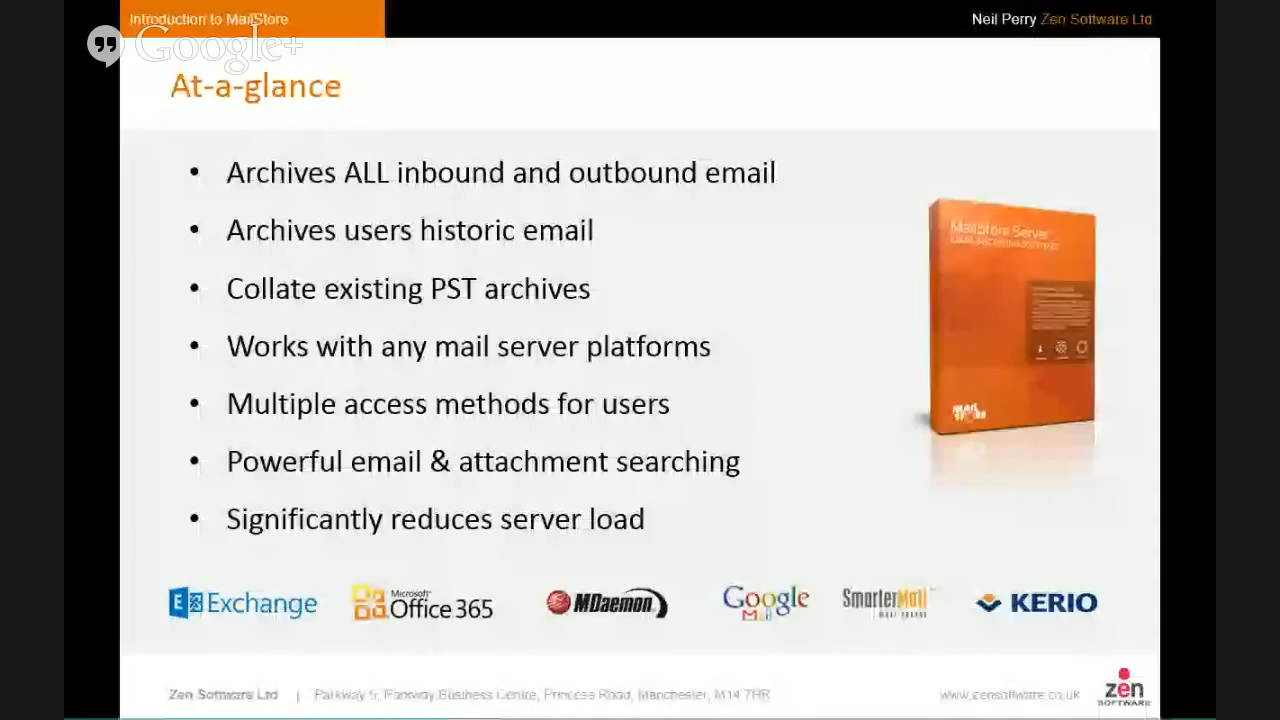 Introduction to MailStore
Neil Perry Zen Software Ltd
Google+
At-a-glance
• Archives ALL inbound and outbound email
• Archives users historic email
• Collate existing PST archives
• Works with any mail server platforms
• Multiple access methods for users
• Powerful email & attachment searching
• Significantly reduces server load
MailStore Server
MAIL
STORE
Exchange
Microsoft
Office 365
MDaemon
Google
Mail
SmarterMail
KERIO
Zen Software Ltd | Parkway 5, Parkway Business Centre, Princess Road, Manchester, M14 7HR
www.zensoftware.co.uk
zen
SOFTWARE